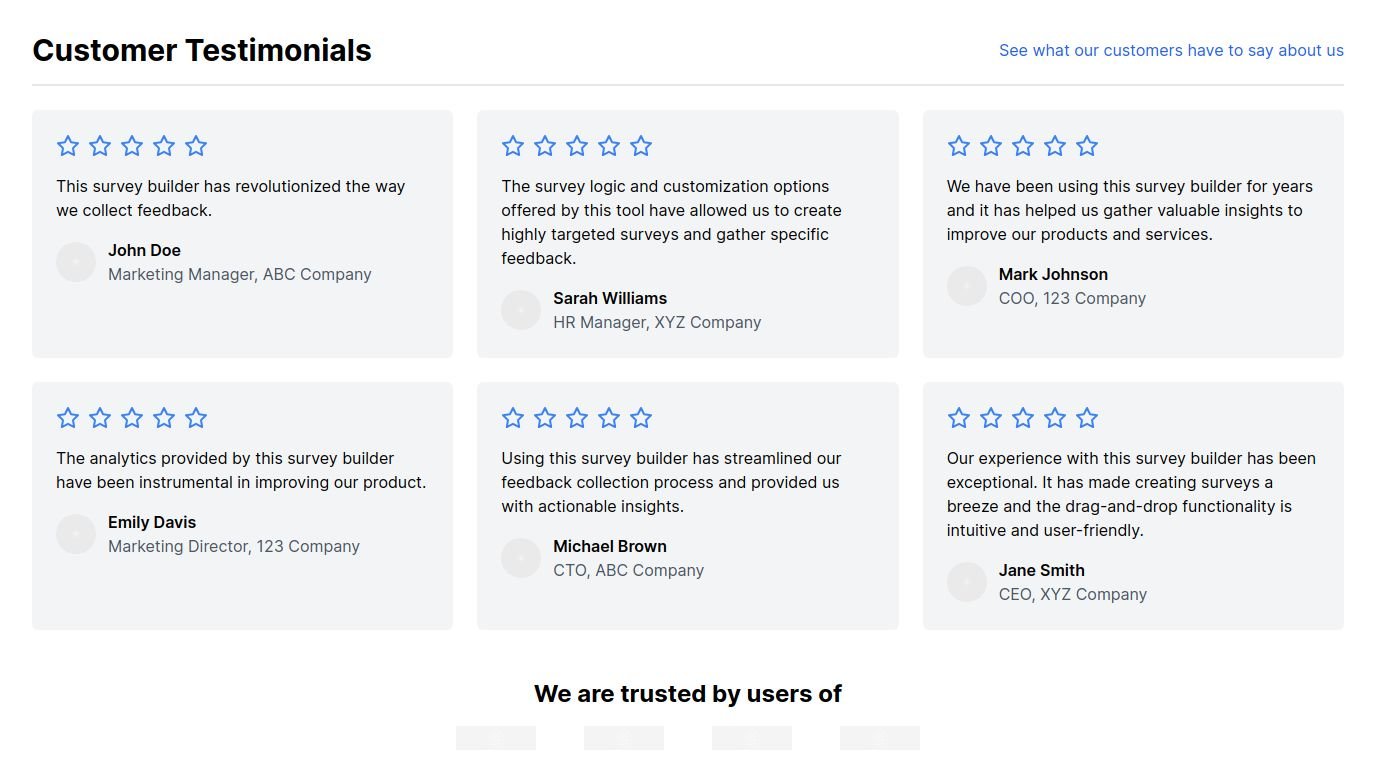 Customer Testimonials
See what our customers have to say about us
This survey builder has revolutionized the way
we collect feedback.
John Doe
Marketing Manager, ABC Company
The survey logic and customization options
offered by this tool have allowed us to create
highly targeted surveys and gather specific
feedback.
Sarah Williams
HR Manager, XYZ Company
We have been using this survey builder for years
and it has helped us gather valuable insights to
improve our products and services.
Mark Johnson
COO, 123 Company
The analytics provided by this survey builder
have been instrumental in improving our product.
Emily Davis
Marketing Director, 123 Company
Using this survey builder has streamlined our
feedback collection process and provided us
with actionable insights.
Michael Brown
CTO, ABC Company
Our experience with this survey builder has been
exceptional. It has made creating surveys a
breeze and the drag-and-drop functionality is
intuitive and user-friendly.
Jane Smith
CEO, XYZ Company
We are trusted by users of